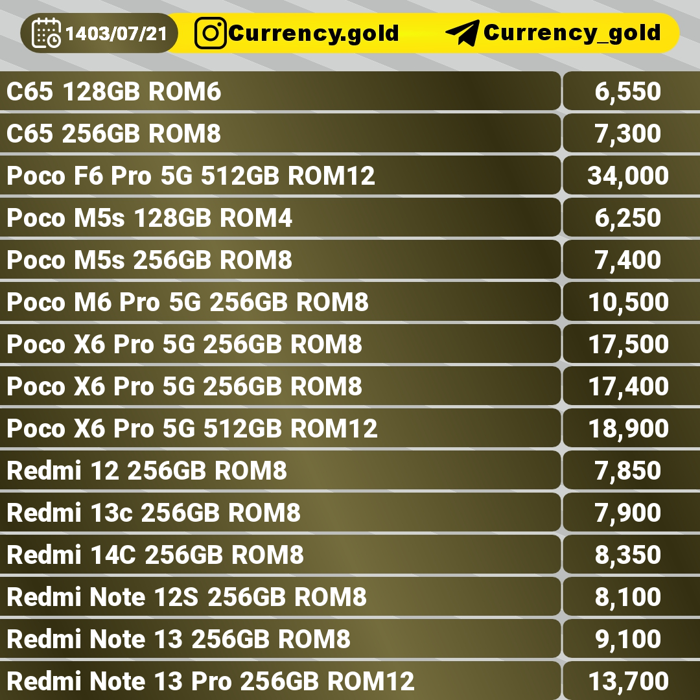 1403/07/21 Currency.gold Currency_gold
C65 128GB ROM6 6,550
C65 256GB ROM8 7,300
Poco F6 Pro 5G 512GB ROM12 34,000
Poco M5s 128GB ROM4 6,250
Poco M5s 256GB ROM8 7,400
Poco M6 Pro 5G 256GB ROM8 10,500
Poco X6 Pro 5G 256GB ROM8 17,500
Poco X6 Pro 5G 256GB ROM8 17,400
Poco X6 Pro 5G 512GB ROM12 18,900
Redmi 12 256GB ROM8 7,850
Redmi 13c 256GB ROM8 7,900
Redmi 14C 256GB ROM8 8,350
Redmi Note 12S 256GB ROM8 8,100
Redmi Note 13 256GB ROM8 9,100
Redmi Note 13 Pro 256GB ROM12 13,700